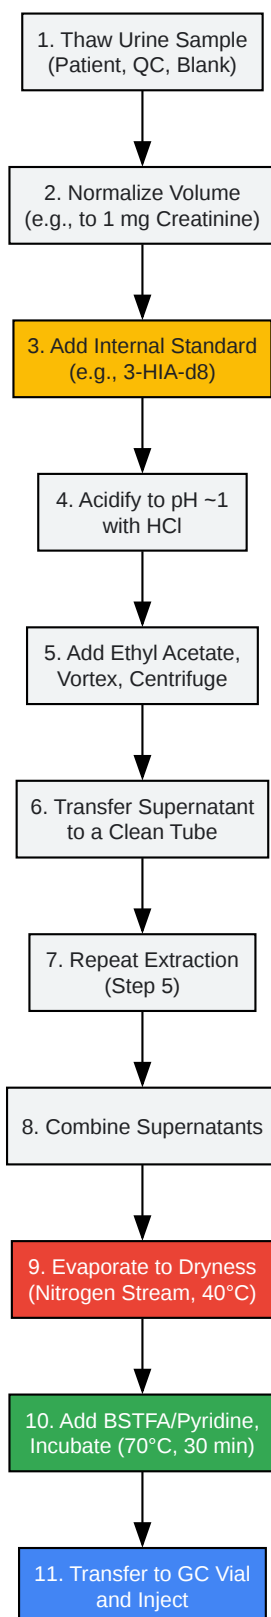 1. Thaw Urine Sample
(Patient, QC, Blank)
2. Normalize Volume
(e.g., to 1 mg Creatinine)
3. Add Internal Standard
(e.g., 3-HIA-d8)
4. Acidify to pH ~1
with HCl
5. Add Ethyl Acetate,
Vortex, Centrifuge
6. Transfer Supernatant
to a Clean Tube
7. Repeat Extraction
(Step 5)
8. Combine Supernatants
9. Evaporate to Dryness
(Nitrogen Stream, 40°C)
10. Add BSTFA/Pyridine,
Incubate (70°C, 30 min)
11. Transfer to GC Vial
and Inject